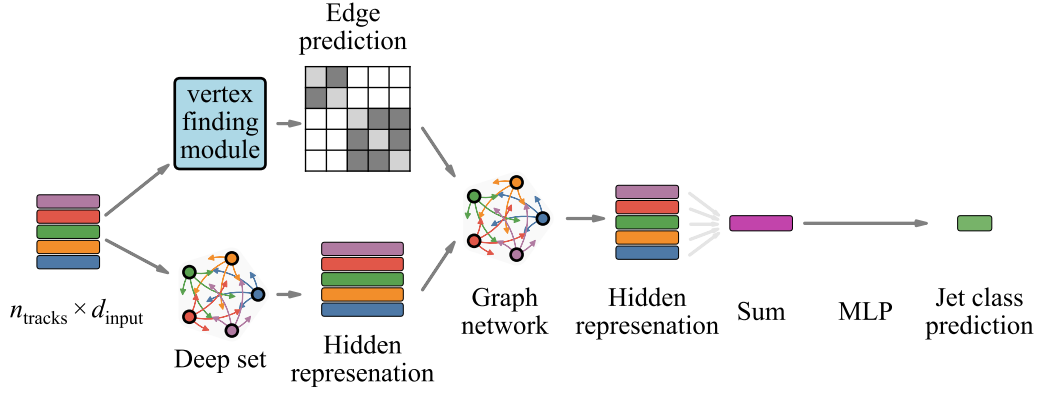 Edge
prediction
vertex
finding
module
n_tracks × d_input
Deep set
Hidden
represenation
Graph
network
Hidden
represenation
Sum
MLP
Jet class
prediction